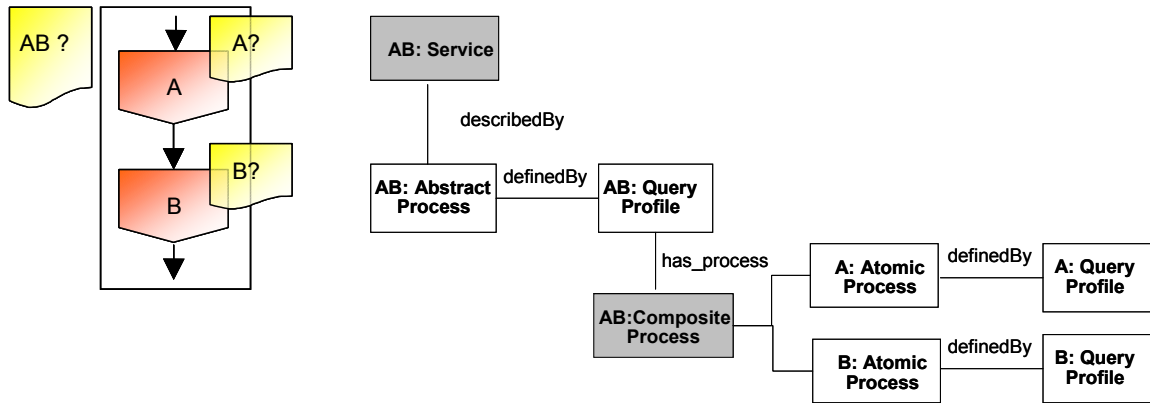 AB ?
A?
A
B?
B
AB: Service
describedBy
AB: Abstract
Process
definedBy
AB: Query
Profile
has_process
AB:Composite
Process
A: Atomic
Process
definedBy
A: Query
Profile
B: Atomic
Process
definedBy
B: Query
Profile